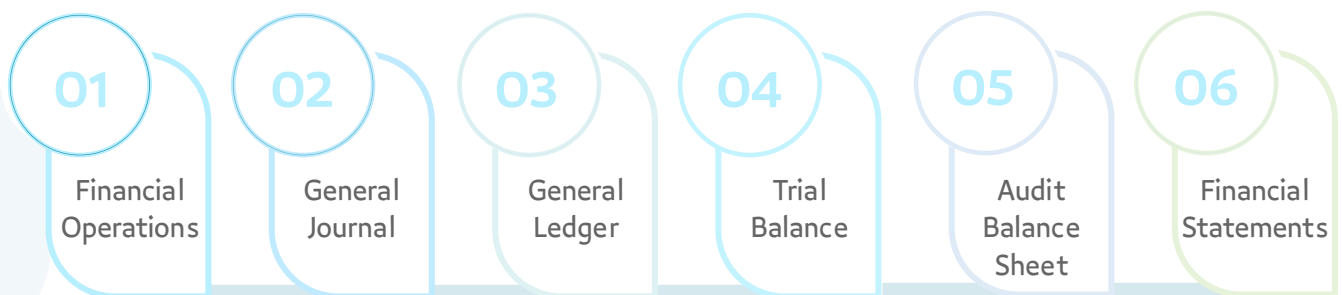 01
Financial
Operations
02
General
Journal
03
General
Ledger
04
Trial
Balance
05
Audit
Balance
Sheet
06
Financial
Statements